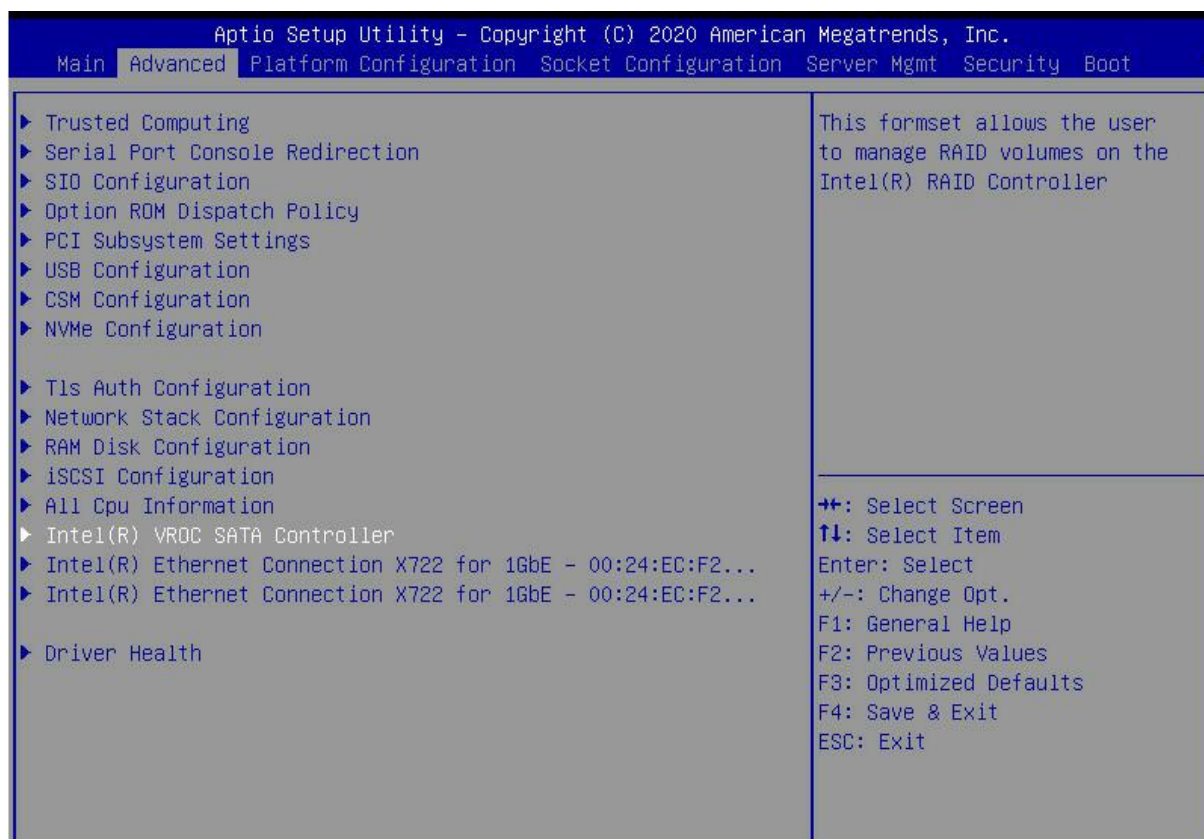 Aptio Setup Utility – Copyright (C) 2020 American Megatrends, Inc.
Main Advanced Platform Configuration Socket Configuration Server Mgmt Security Boot
▶ Trusted Computing
▶ Serial Port Console Redirection
▶ SIO Configuration
▶ Option ROM Dispatch Policy
▶ PCI Subsystem Settings
▶ USB Configuration
▶ CSM Configuration
▶ NVMe Configuration
▶ Tls Auth Configuration
▶ Network Stack Configuration
▶ RAM Disk Configuration
▶ iSCSI Configuration
▶ All Cpu Information
▶ Intel(R) VROC SATA Controller
▶ Intel(R) Ethernet Connection X722 for 1GbE – 00:24:EC:F2...
▶ Intel(R) Ethernet Connection X722 for 1GbE – 00:24:EC:F2...
▶ Driver Health
This formset allows the user
to manage RAID volumes on the
Intel(R) RAID Controller
→←: Select Screen
↑↓: Select Item
Enter: Select
+/-: Change Opt.
F1: General Help
F2: Previous Values
F3: Optimized Defaults
F4: Save & Exit
ESC: Exit